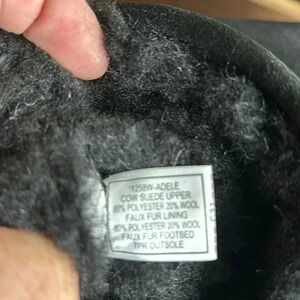 1258W-ADELE
COW SUEDE UPPER
80% POLYESTER 20% WOOL
FAUX FUR LINING
80% POLYESTER 20% WOOL
FAUX FUR FOOTBED
TPR OUTSOLE